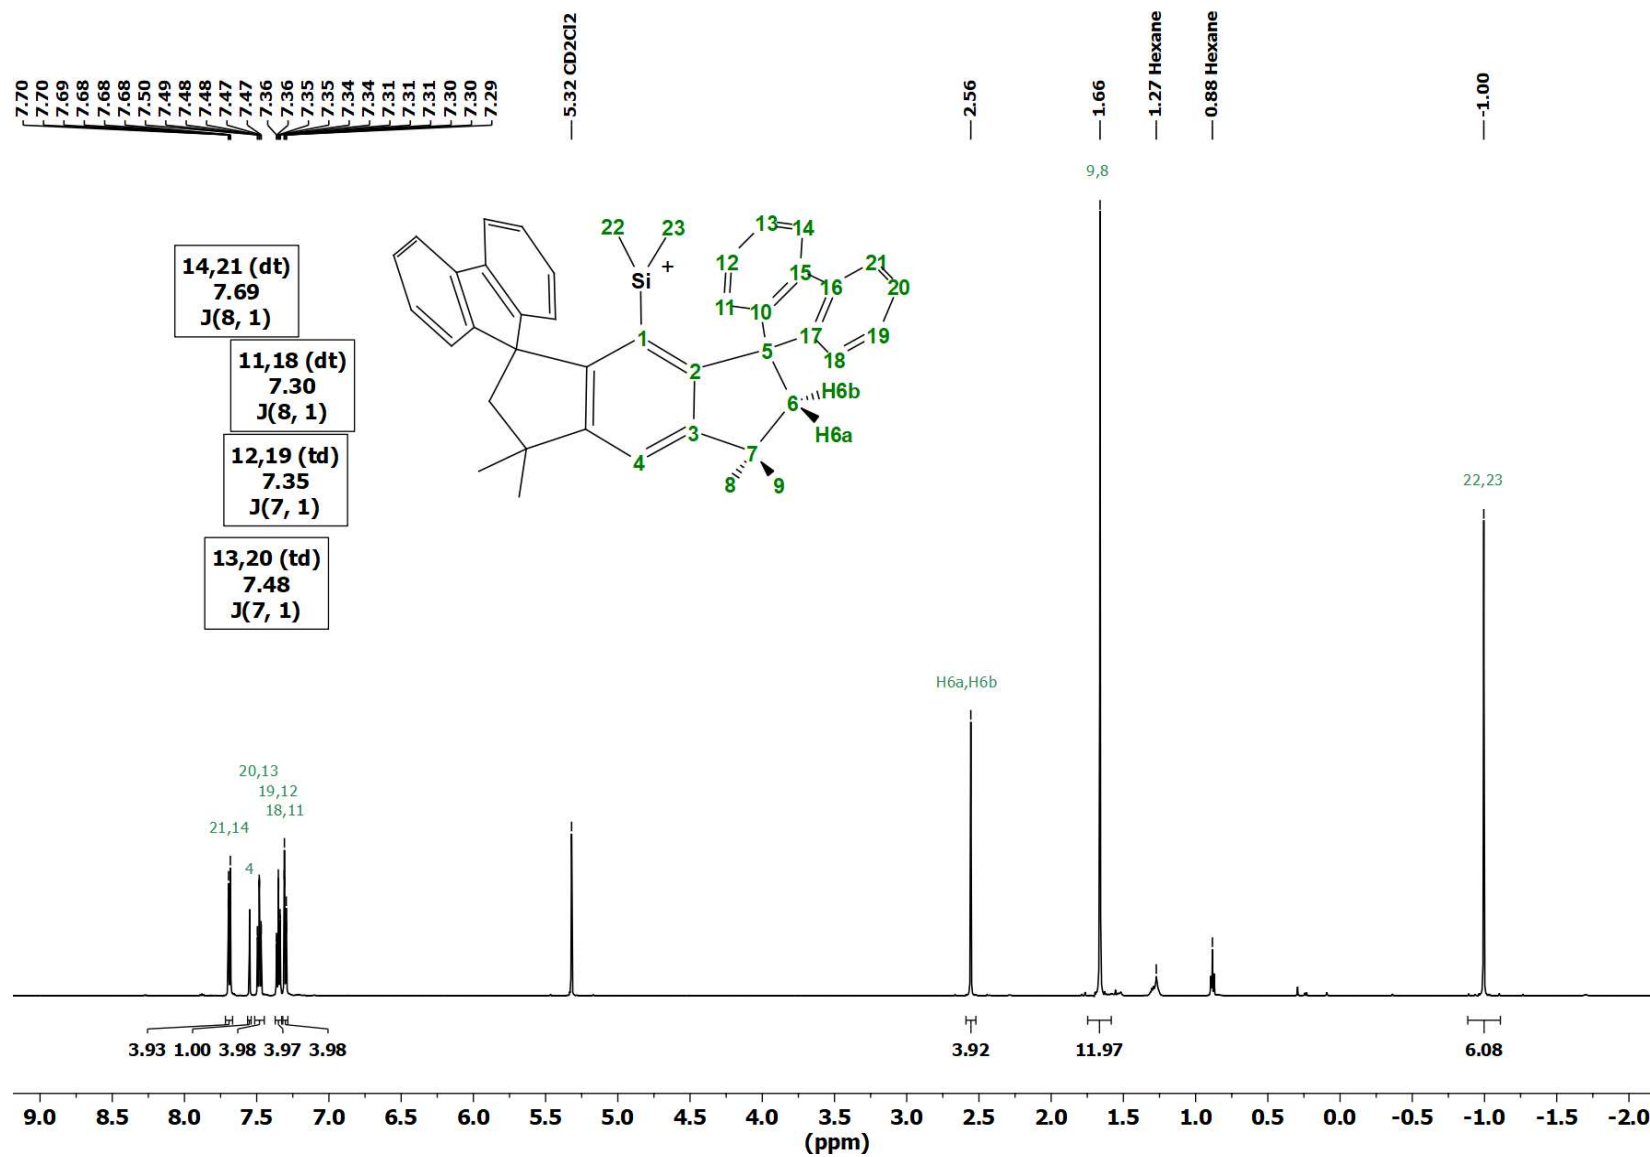 7.70
7.70
7.69
7.68
7.68
7.68
7.50
7.49
7.48
7.48
7.47
7.47
7.36
7.36
7.35
7.35
7.34
7.34
7.31
7.31
7.31
7.30
7.30
7.29
5.32 CD2Cl2
2.56
1.66
1.27 Hexane
0.88 Hexane
-1.00
9,8
22 23
Si +
13 14
12 15 21
16 20
11 10
17 19
1 5 18
2
6 H6b
H6a
3
4 7
8 9
14,21 (dt)
7.69
J(8, 1)
11,18 (dt)
7.30
J(8, 1)
12,19 (td)
7.35
J(7, 1)
13,20 (td)
7.48
J(7, 1)
22,23
H6a,H6b
20,13
19,12
18,11
21,14
4
3.93 1.00 3.98 3.97 3.98 3.92 11.97 6.08
9.0 8.5 8.0 7.5 7.0 6.5 6.0 5.5 5.0 4.5 4.0 3.5 3.0 2.5 2.0 1.5 1.0 0.5 0.0 -0.5 -1.0 -1.5 -2.0
(ppm)